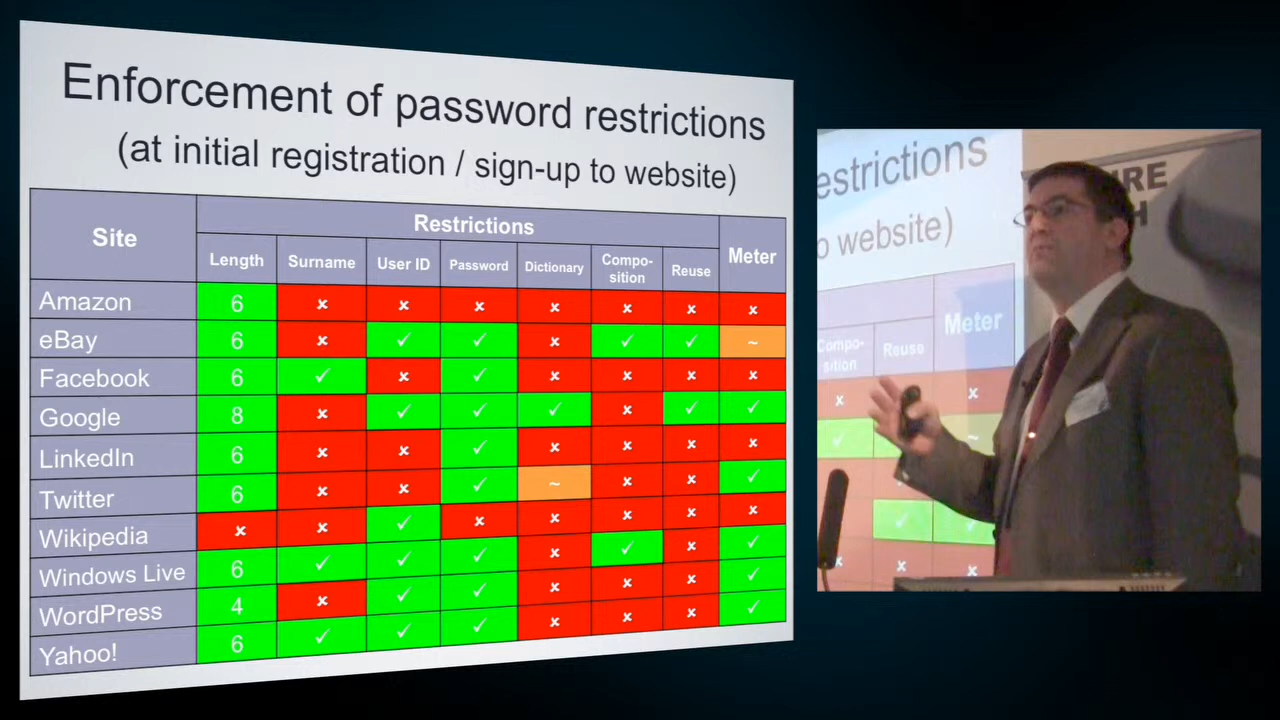 Enforcement of password restrictions
(at initial registration / sign-up to website)
Site Restrictions Meter
Length Surname User ID Password Dictionary Compo-sition Reuse
Amazon 6 ✗ ✗ ✗ ✗ ✗ ✗ ✗
eBay 6 ✗ ✓ ✓ ✗ ✓ ✓ ~
Facebook 6 ✓ ✗ ✓ ✗ ✗ ✗ ✗
Google 8 ✗ ✓ ✓ ✓ ✗ ✓ ✓
LinkedIn 6 ✗ ✗ ✓ ✗ ✗ ✗ ✗
Twitter 6 ✗ ✗ ✓ ~ ✗ ✗ ✓
Wikipedia ✗ ✗ ✓ ✗ ✗ ✗ ✗ ✗
Windows Live 6 ✓ ✓ ✓ ✗ ✓ ✗ ✓
WordPress 4 ✗ ✓ ✓ ✗ ✗ ✗ ✓
Yahoo! 6 ✓ ✓ ✓ ✗ ✗ ✗ ✓
estrictions
o website)
Meter
Compo-
sition Reuse